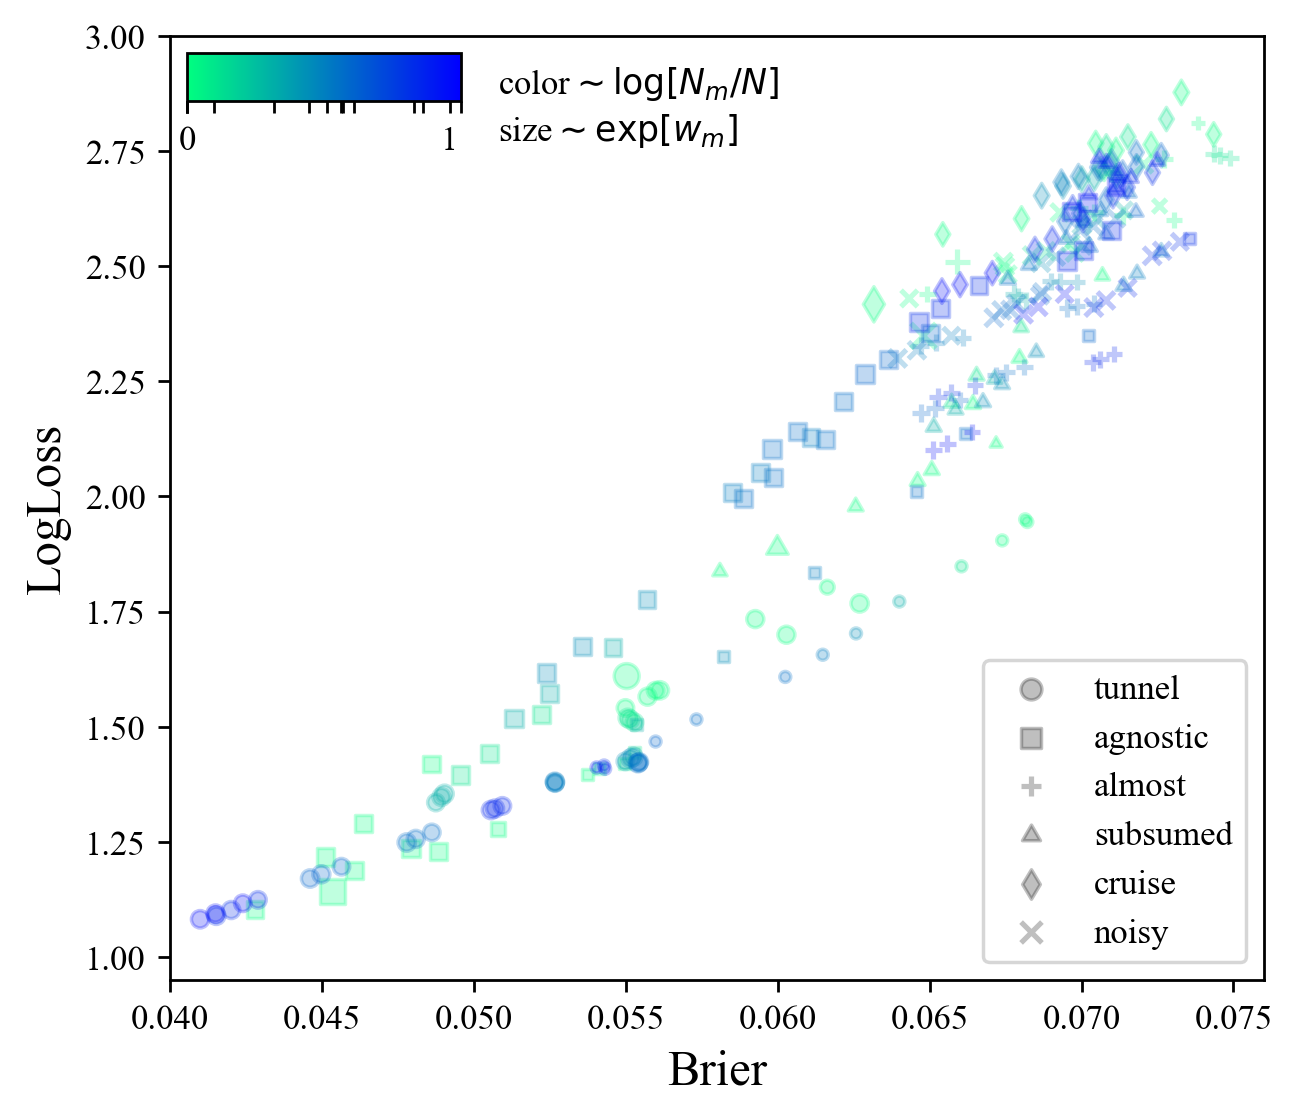 3.00
2.75
2.50
2.25
2.00
1.75
1.50
1.25
1.00
LogLoss
0 1
color ~ log[N_m/N]
size ~ exp[w_m]
tunnel
agnostic
almost
subsumed
cruise
noisy
0.040 0.045 0.050 0.055 0.060 0.065 0.070 0.075
Brier